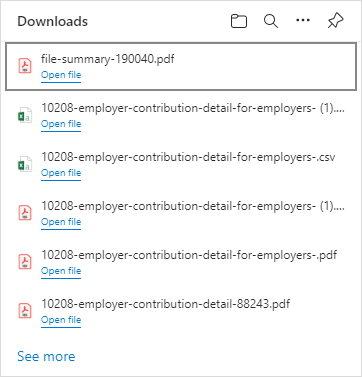 Downloads
file-summary-190040.pdf
Open file
10208-employer-contribution-detail-for-employers- (1)....
Open file
10208-employer-contribution-detail-for-employers-.csv
Open file
10208-employer-contribution-detail-for-employers- (1)....
Open file
10208-employer-contribution-detail-for-employers-.pdf
Open file
10208-employer-contribution-detail-88243.pdf
Open file
See more